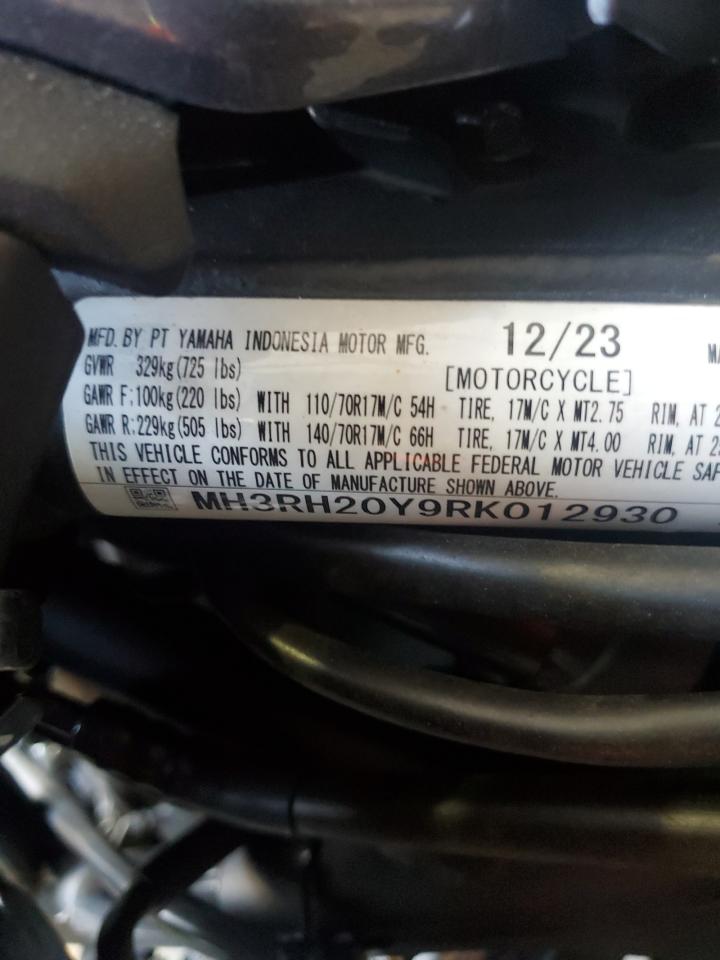 MFD. BY PT YAMAHA INDONESIA MOTOR MFG. 12/23
GVWR 329kg(725 lbs) [MOTORCYCLE]
GAWR F:100kg(220 lbs) WITH 110/70R17M/C 54H TIRE, 17M/C X MT2.75 RIM, AT 2
GAWR R:229kg(505 lbs) WITH 140/70R17M/C 66H TIRE, 17M/C X MT4.00 RIM, AT 2
THIS VEHICLE CONFORMS TO ALL APPLICABLE FEDERAL MOTOR VEHICLE SAF
IN EFFECT ON THE DATE OF MANUFACTURE SHOWN ABOVE.
MH3RH20Y9RK012930